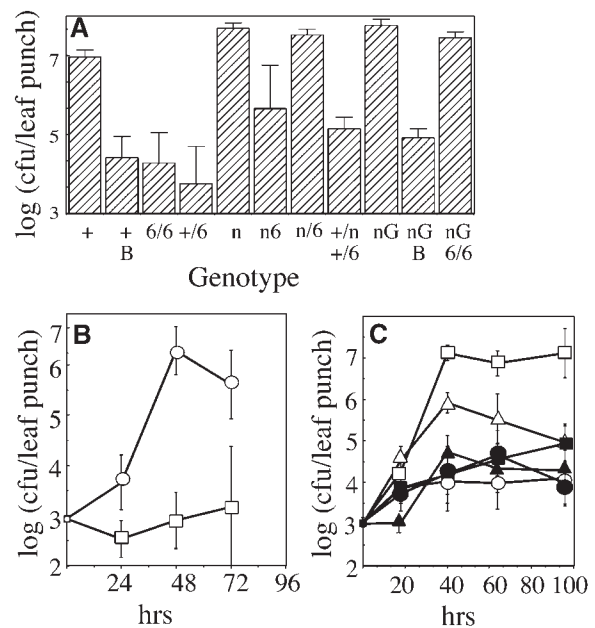 A
log (cfu/leaf punch)
7
5
3
+ + 6/6 +/6 n n6 n/6 +/n nG nG nG
B +/6 B 6/6
Genotype
B
log (cfu/leaf punch)
7
6
5
4
3
2
24 48 72 96
hrs
C
log (cfu/leaf punch)
7
6
5
4
3
2
20 40 60 80 100
hrs